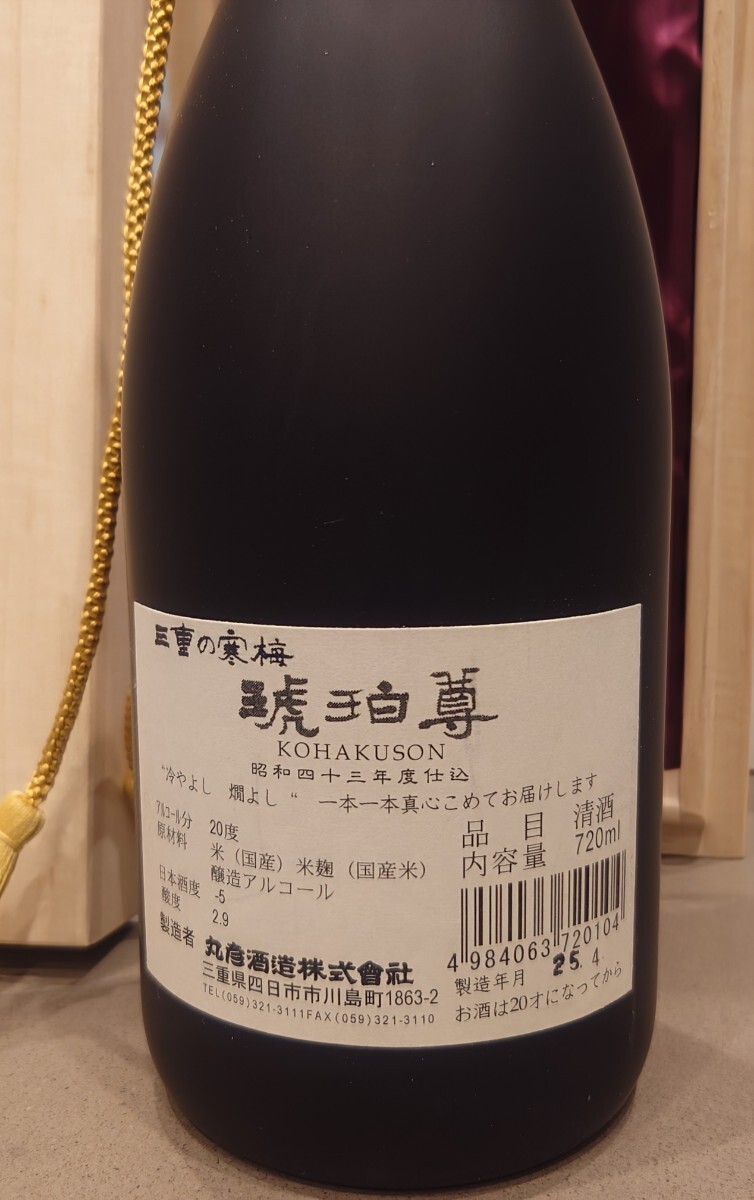 三重の寒梅
琥珀尊
KOHAKUSON
昭和四十三年度仕込
“冷やよし 燗よし“ 一本一本真心こめてお届けします
アルコール分 20度
原材料 米（国産）米麹（国産米）
醸造アルコール
日本酒度 -5
酸度 2.9
製造者 丸彦酒造株式會社
三重県四日市市川島町1863-2
TEL(059)321-3111FAX(059)321-3110
品目 清酒
内容量 720ml
4 984063 720104
製造年月 25.4.
お酒は20才になってから